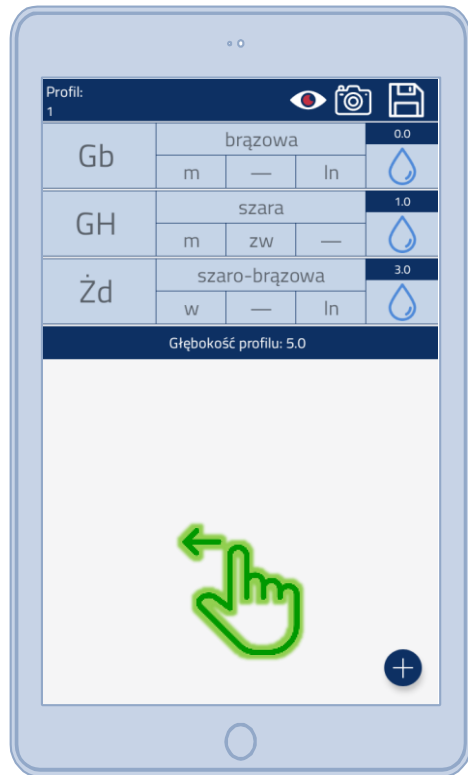 Profil:
1
Gb
brązowa
m — ln
0.0
GH
szara
m zw —
1.0
Żd
szaro-brązowa
w — ln
3.0
Głębokość profilu: 5.0